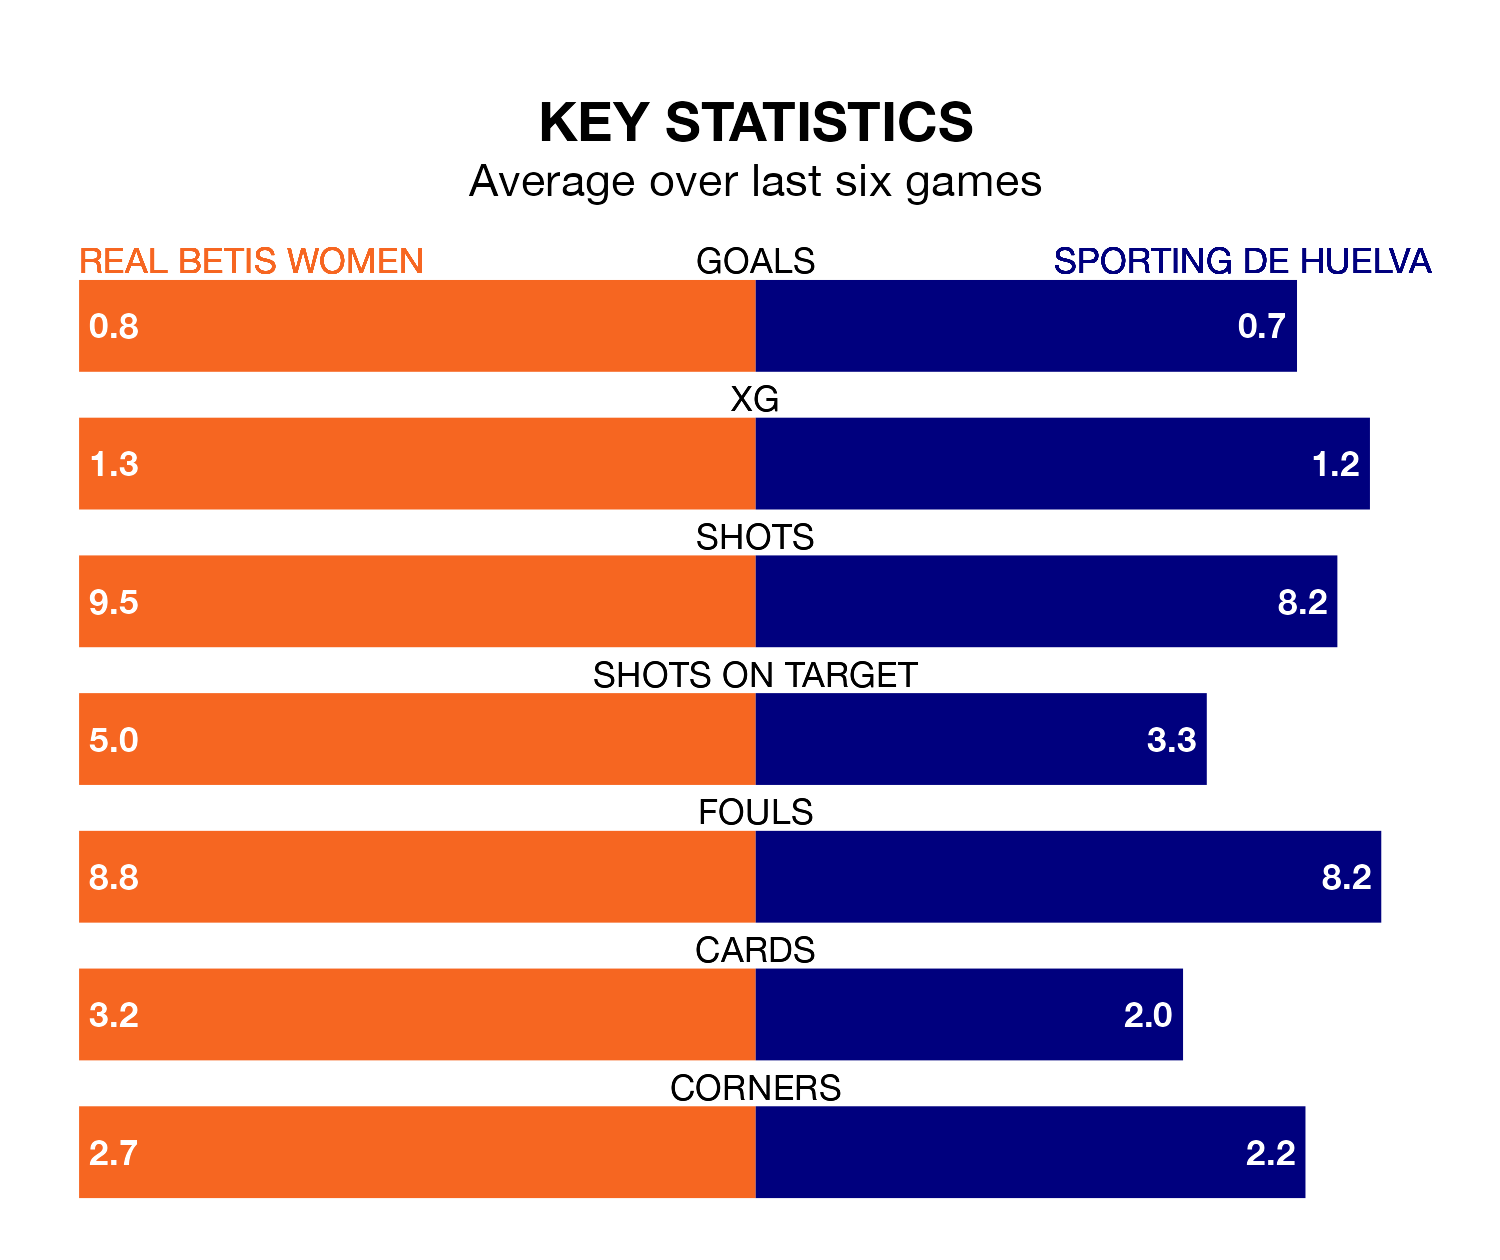 KEY STATISTICS
Average over last six games
REAL BETIS WOMEN GOALS SPORTING DE HUELVA
0.8 0.7
XG
1.3 1.2
SHOTS
9.5 8.2
SHOTS ON TARGET
5.0 3.3
FOULS
8.8 8.2
CARDS
3.2 2.0
CORNERS
2.7 2.2